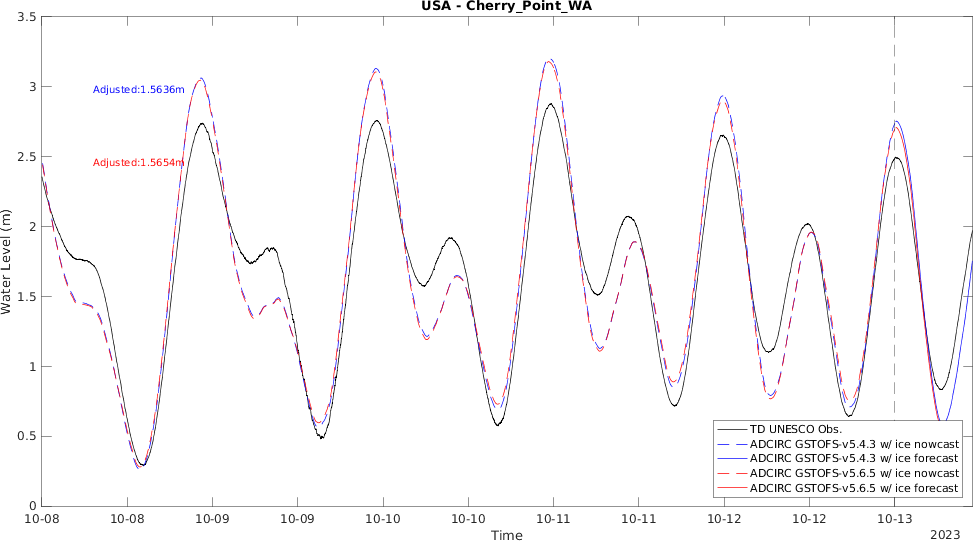 USA - Cherry_Point_WA
3.5
3
2.5
2
1.5
1
0.5
0
Water Level (m)
Adjusted:1.5636m
Adjusted:1.5654m
TD UNESCO Obs.
ADCIRC GSTOFS-v5.4.3 w/ ice nowcast
ADCIRC GSTOFS-v5.4.3 w/ ice forecast
ADCIRC GSTOFS-v5.6.5 w/ ice nowcast
ADCIRC GSTOFS-v5.6.5 w/ ice forecast
10-08 10-08 10-09 10-09 10-10 10-10 10-11 10-11 10-12 10-12 10-13
Time
2023